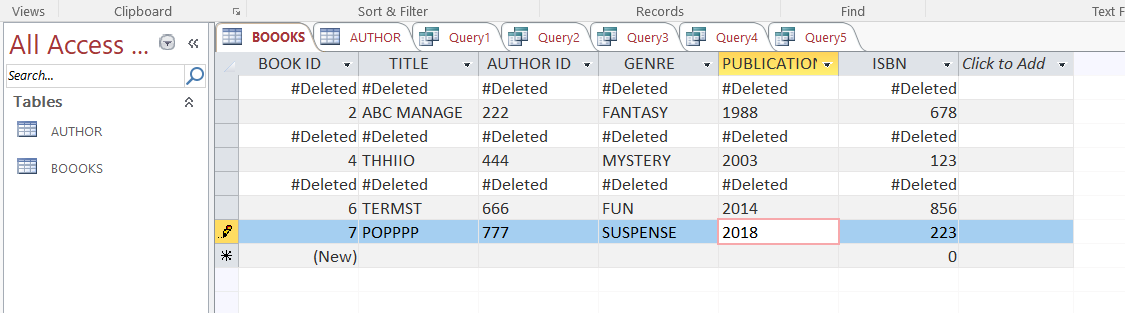 Views Clipboard Sort & Filter Records Find Text F
All Access ... «
BOOOKS AUTHOR Query1 Query2 Query3 Query4 Query5
Search...
Tables
AUTHOR
BOOOKS
BOOK ID TITLE AUTHOR ID GENRE PUBLICATION ISBN Click to Add
#Deleted #Deleted #Deleted #Deleted #Deleted #Deleted
2 ABC MANAGE 222 FANTASY 1988 678
#Deleted #Deleted #Deleted #Deleted #Deleted #Deleted
4 THHIIO 444 MYSTERY 2003 123
#Deleted #Deleted #Deleted #Deleted #Deleted #Deleted
6 TERMST 666 FUN 2014 856
7 POPPPP 777 SUSPENSE 2018 223
(New) 0